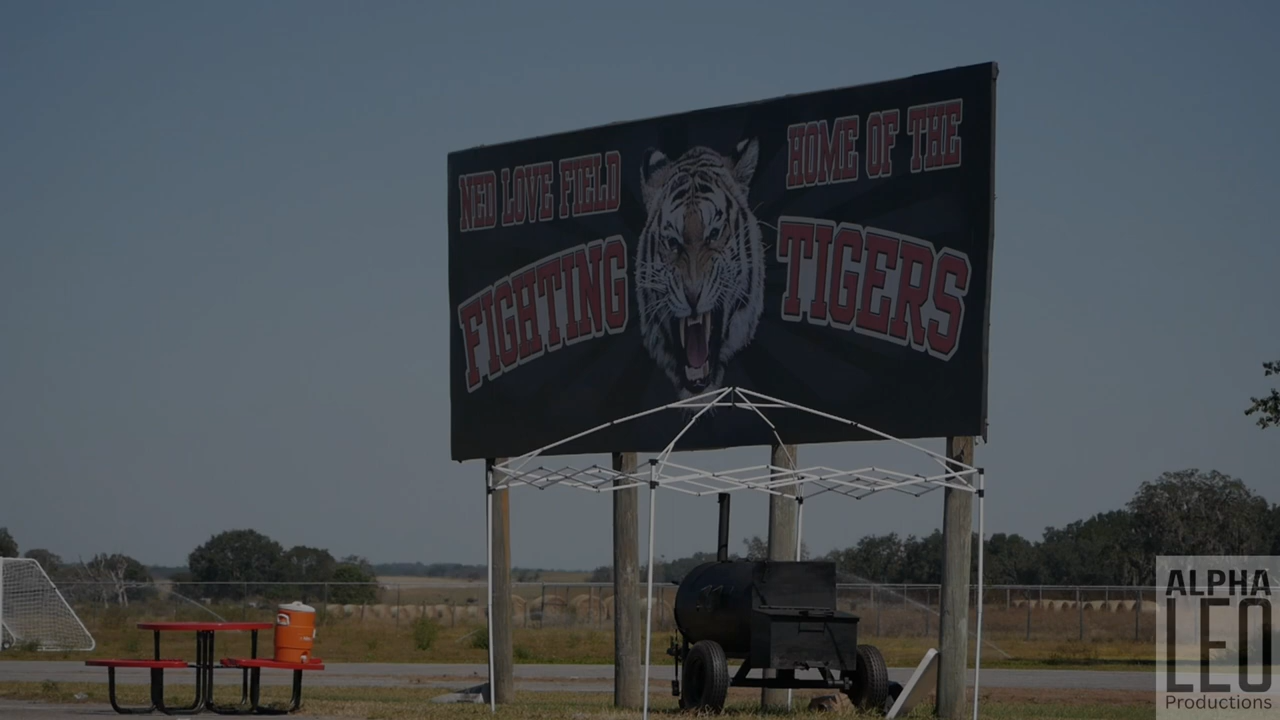 NED LOVE FIELD
HOME OF THE
FIGHTING
TIGERS
ALPHA
LEO
Productions